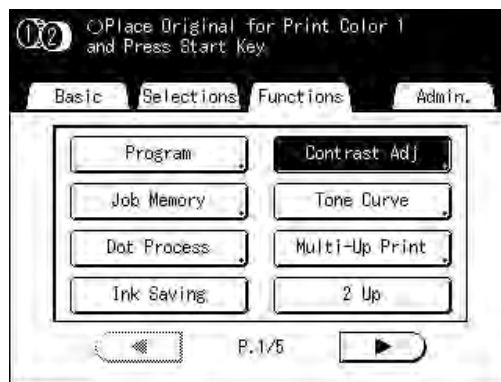 ①② ○Place Original for Print Color 1
and Press Start Key
Basic Selections Functions Admin.
Program Contrast Adj
Job Memory Tone Curve
Dot Process Multi-Up Print
Ink Saving 2 Up
◀ P.1/5 ▶